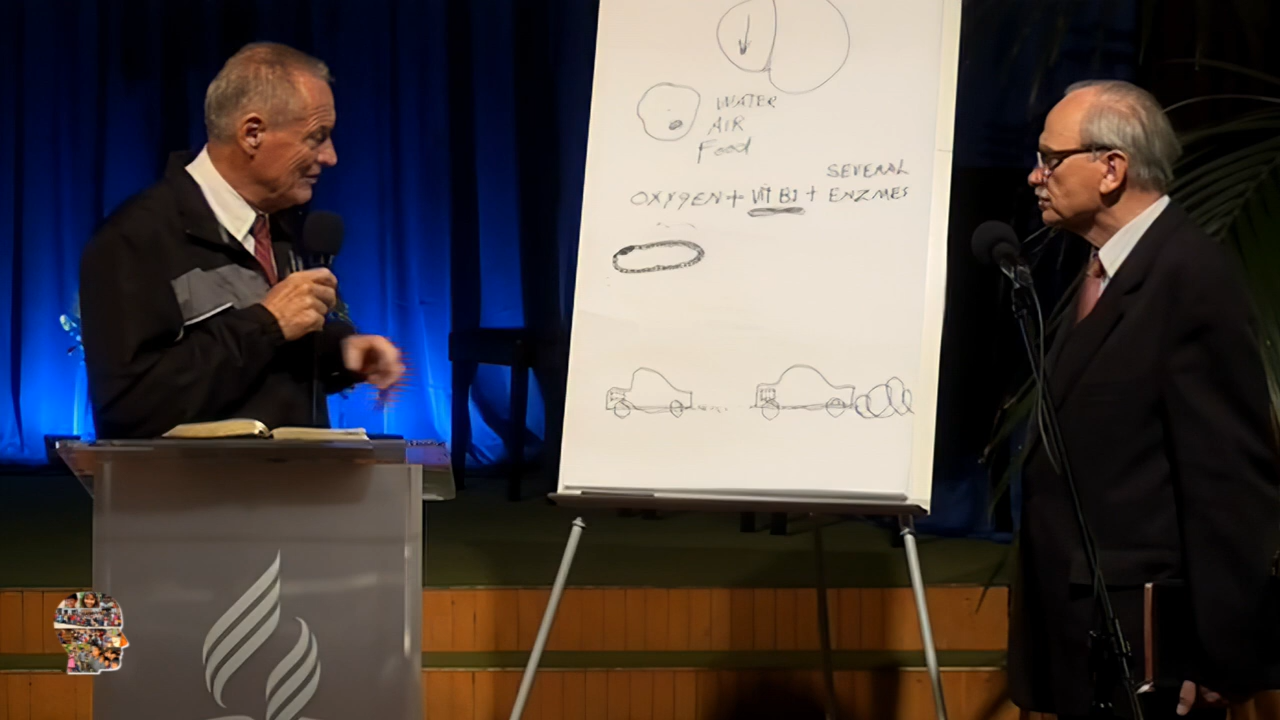 WATER
AIR
Food
SEVERAL
OXYGEN + VIT B1 + ENZMES